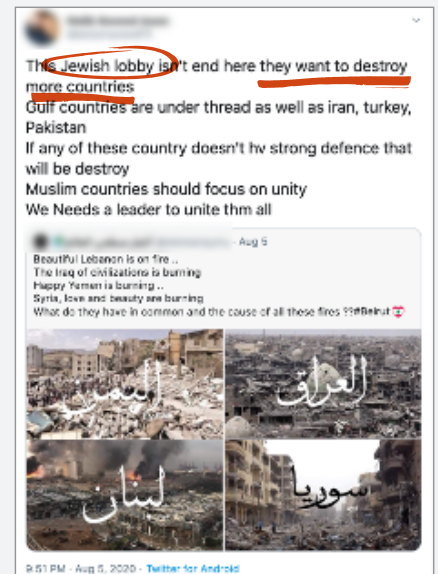 This Jewish lobby isn't end here they want to destroy
more countries
Gulf countries are under thread as well as iran, turkey,
Pakistan
If any of these country doesn't hv strong defence that
will be destroy
Muslim countries should focus on unity
We Needs a leader to unite thm all
- Aug 5
Beautiful Lebanon is on fire ..
The Iraq of civilizations is burning
Happy Yemen is burning ..
Syria, love and beauty are burning
What do they have in common and the cause of all these fires ??#Beirut 🇱🇧
اليمن
العراق
لبنان
سوريا
9:51 PM · Aug 5, 2020 · Twitter for Android